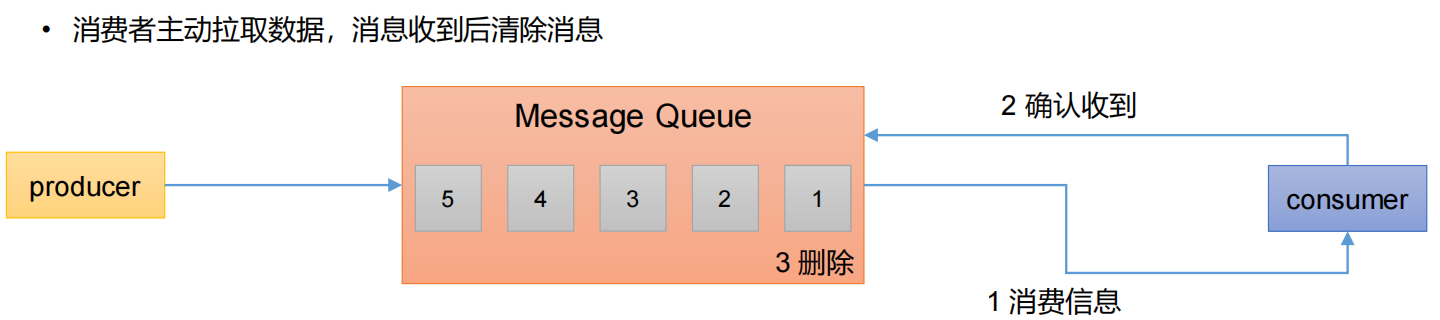 • 消费者主动拉取数据，消息收到后清除消息
Message Queue
2 确认收到
producer
5 4 3 2 1
consumer
3 删除
1 消费信息